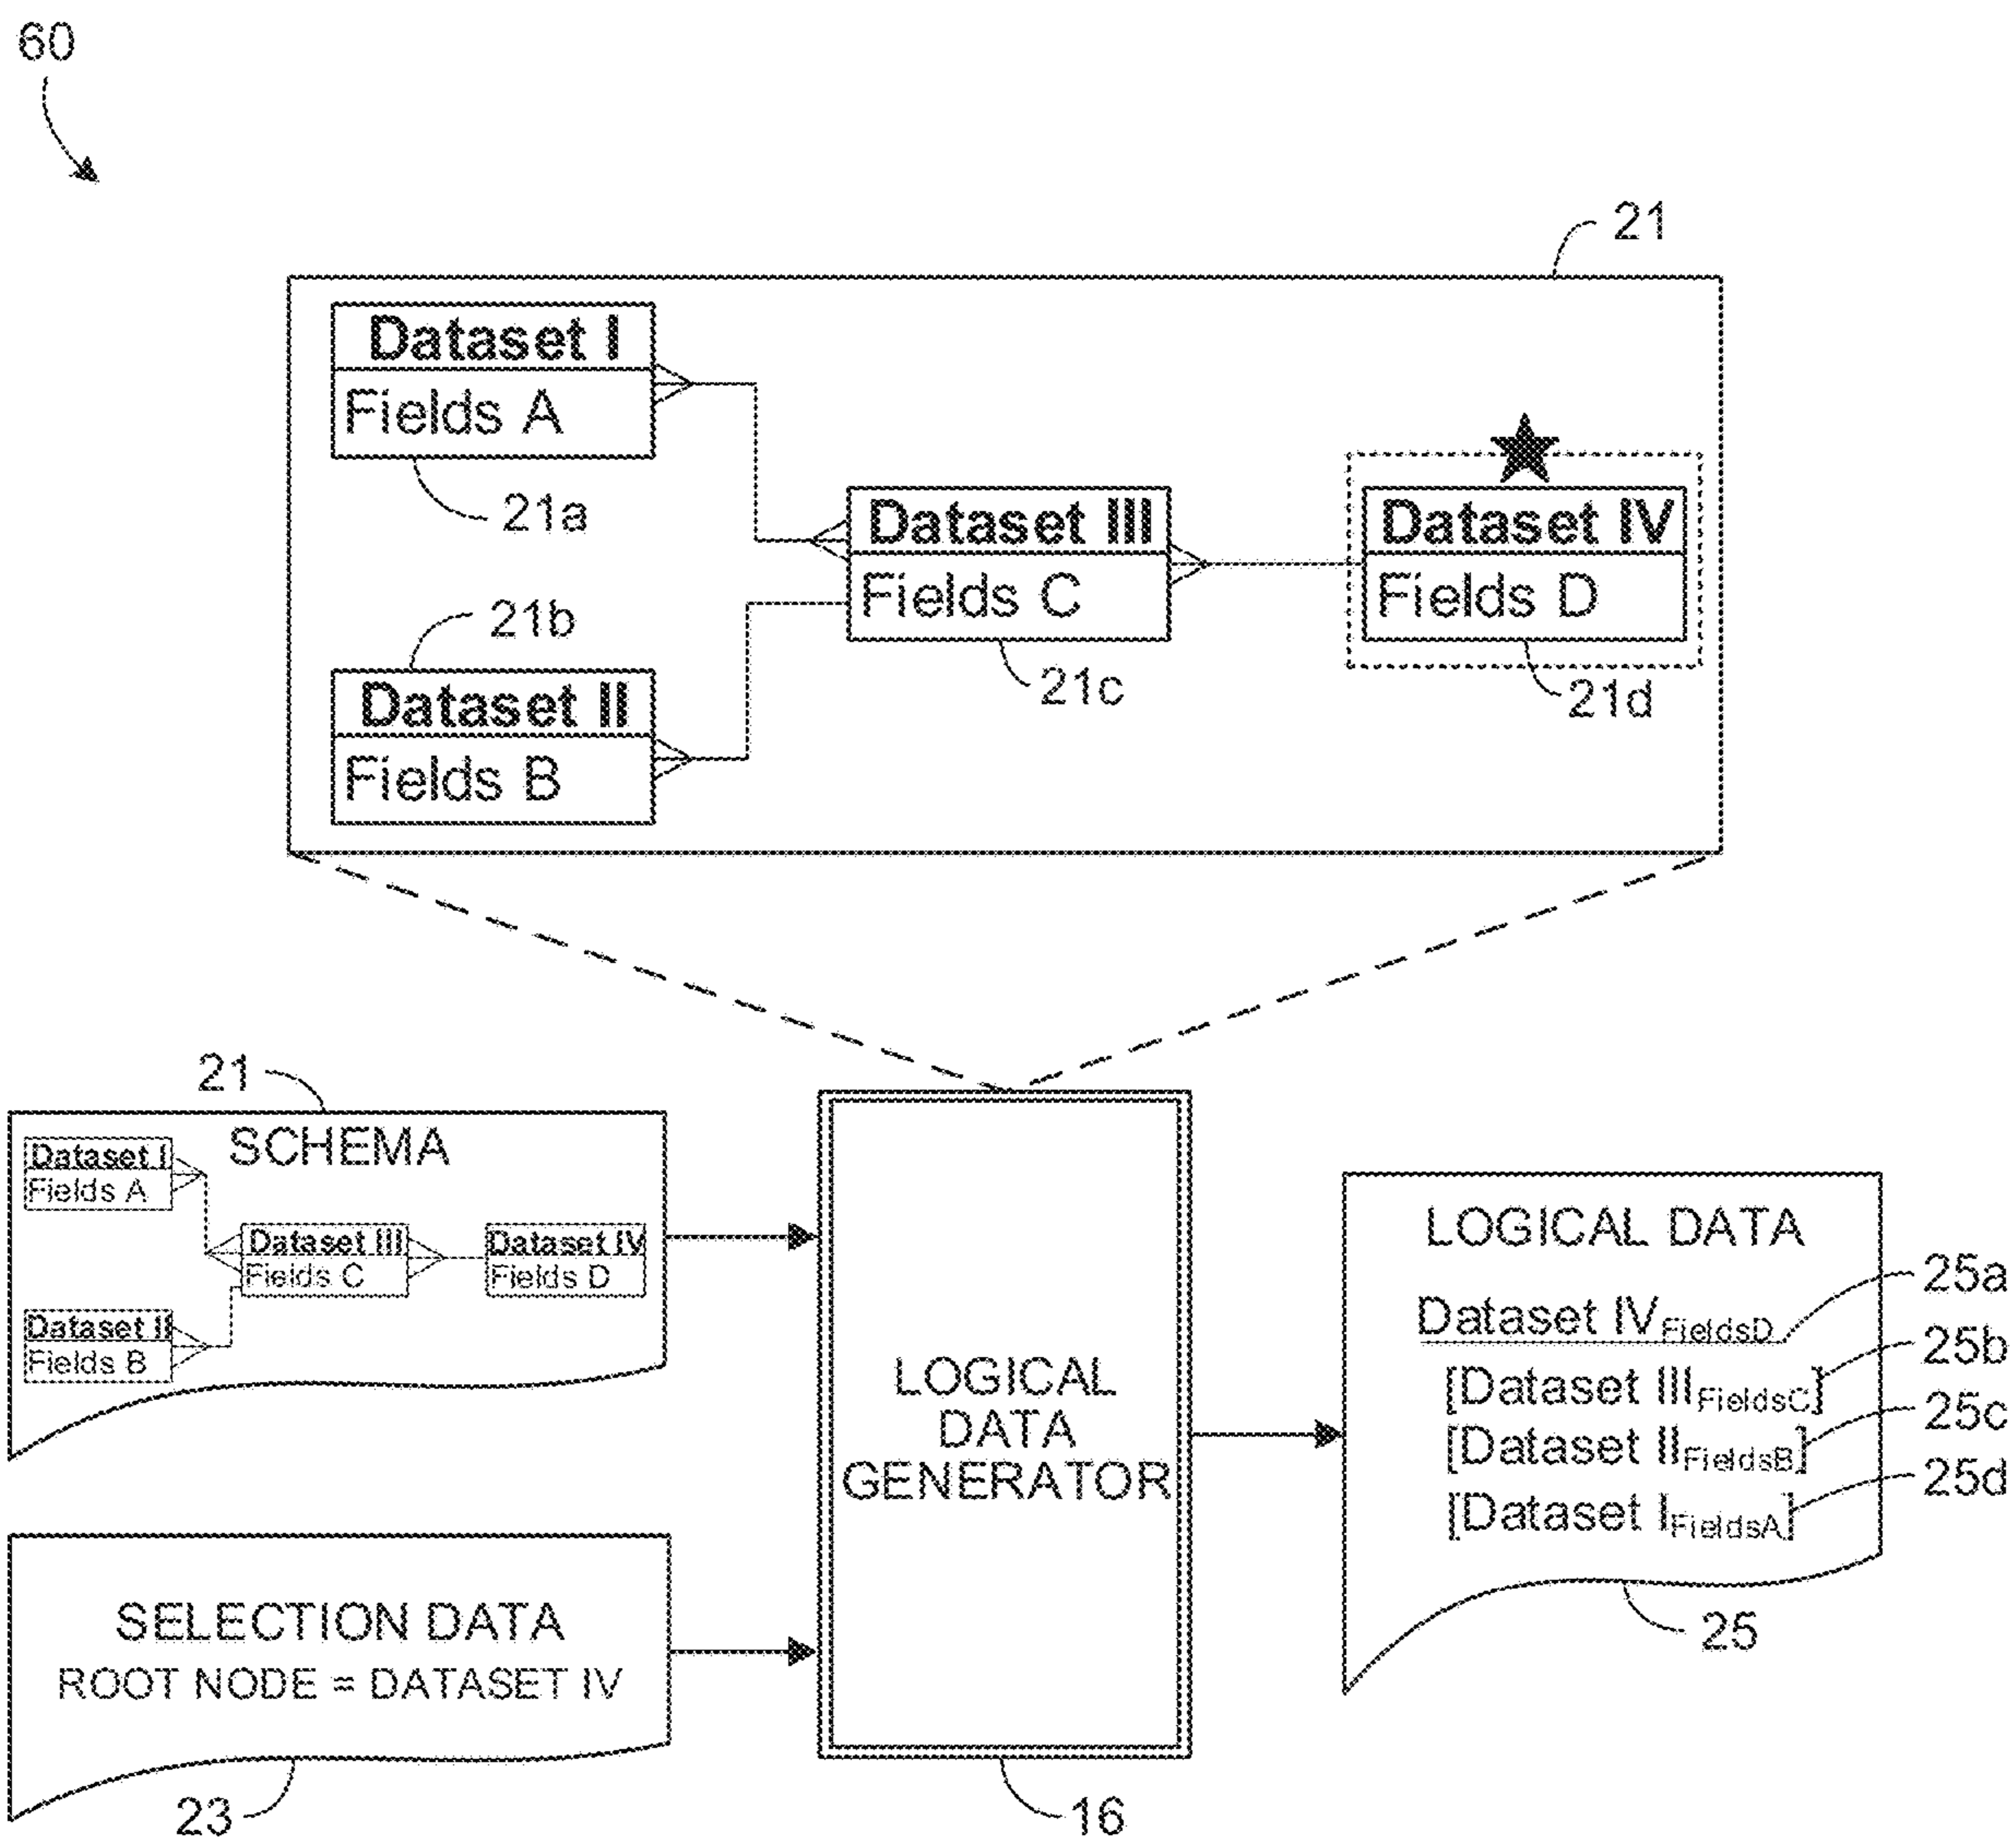 60
21
Dataset I
Fields A
21a
Dataset III
Fields C
21c
Dataset IV
Fields D
21d
21b
Dataset II
Fields B
21
SCHEMA
Dataset I
Fields A
Dataset III
Fields C
Dataset IV
Fields D
Dataset II
Fields B
SELECTION DATA
ROOT NODE = DATASET IV
23
LOGICAL
DATA
GENERATOR
16
LOGICAL DATA
Dataset IVFieldsD
25a
[Dataset IIIFieldsC]
25b
[Dataset IIFieldsB]
25c
[Dataset IFieldsA]
25d
25